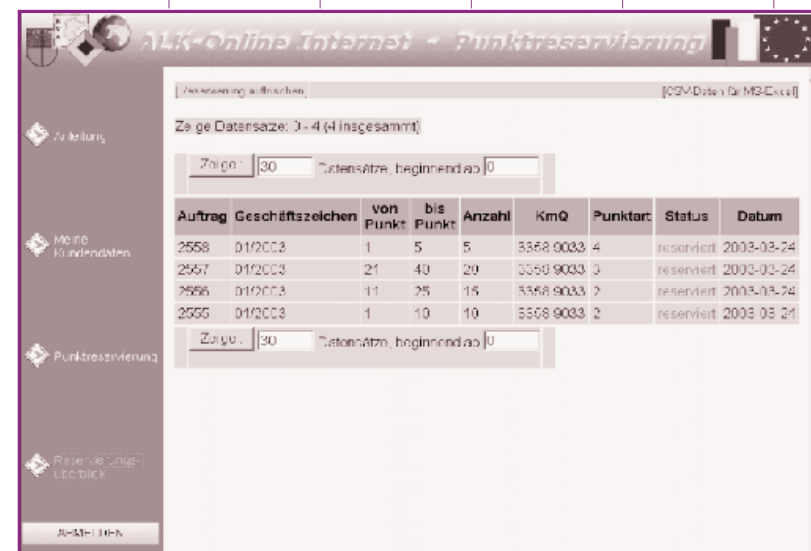 ALK-Online Internet - Punktreservierung
[CSV-Daten für MS-Excel]
Zeige Datensätze: 0 - 4 (4 insgesamt)
Anleitung
Zeige: 30 Datensätze, beginnend ab 0
Auftrag Geschäftszeichen von Punkt bis Punkt Anzahl KmQ Punktart Status Datum
Meine
Kundendaten
2558 01/2003 1 5 5 3358 9033 4 reserviert 2003-03-24
2557 01/2003 21 40 20 3358 9033 3 reserviert 2003-03-24
2556 01/2003 11 25 15 3358 9033 2 reserviert 2003-03-24
2555 01/2003 1 10 10 3358 9033 2 reserviert 2003-03-24
Zeige: 30 Datensätze, beginnend ab 0
Punktreservierung
Reservierungs-
überblick
ABMELDEN